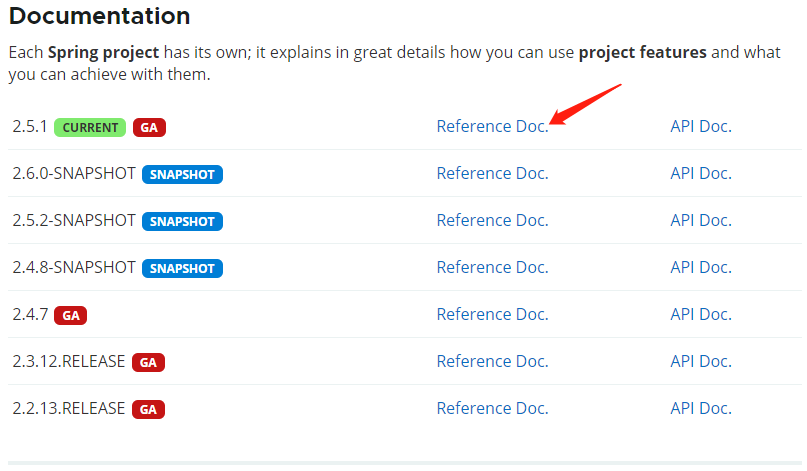 Documentation
Each Spring project has its own; it explains in great details how you can use project features and what
you can achieve with them.
2.5.1 CURRENT GA Reference Doc. API Doc.
2.6.0-SNAPSHOT SNAPSHOT Reference Doc. API Doc.
2.5.2-SNAPSHOT SNAPSHOT Reference Doc. API Doc.
2.4.8-SNAPSHOT SNAPSHOT Reference Doc. API Doc.
2.4.7 GA Reference Doc. API Doc.
2.3.12.RELEASE GA Reference Doc. API Doc.
2.2.13.RELEASE GA Reference Doc. API Doc.